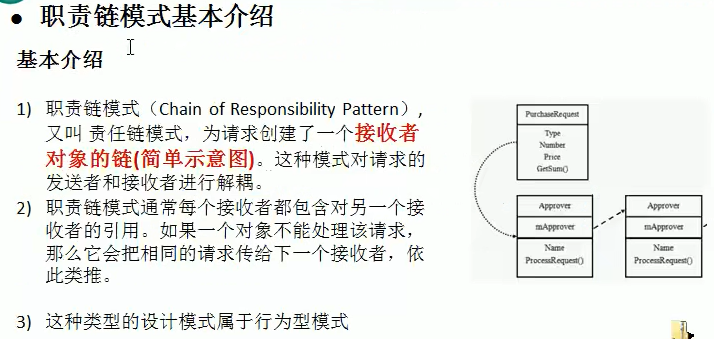 ● 职责链模式基本介绍
基本介绍
1) 职责链模式（Chain of Responsibility Pattern）,
又叫 责任链模式，为请求创建了一个接收者
对象的链(简单示意图)。这种模式对请求的
发送者和接收者进行解耦。
2) 职责链模式通常每个接收者都包含对另一个接
收者的引用。如果一个对象不能处理该请求，
那么它会把相同的请求传给下一个接收者，依
此类推。
3) 这种类型的设计模式属于行为型模式
PurchaseRequest
Type
Number
Price
GetSum()
Approver
mApprover
Name
ProcessRequest()
Approver
mApprover
Name
ProcessRequest()